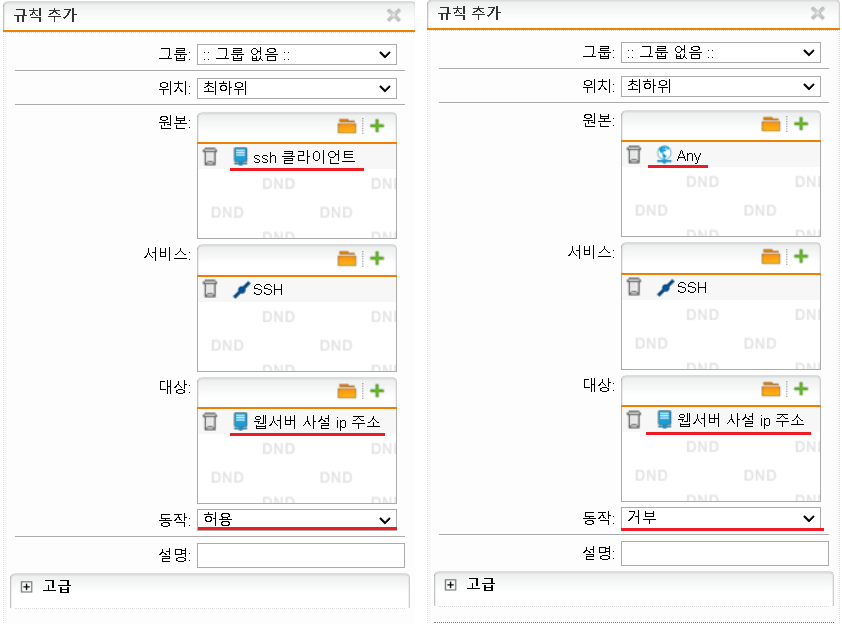 규칙 추가
그룹: :: 그룹 없음 ::
위치: 최하위
원본:
ssh 클라이언트
DND DND
DND DND
DND DND
서비스:
SSH
DND DND
DND DND
DND DND
대상:
웹서버 사설 ip 주소
DND DND
DND DND
DND DND
동작: 허용
설명:
고급
규칙 추가
그룹: :: 그룹 없음 ::
위치: 최하위
원본:
Any
DND DND
DND DND
DND DND
서비스:
SSH
DND DND
DND DND
DND DND
대상:
웹서버 사설 ip 주소
DND DND
DND DND
DND DND
동작: 거부
설명:
고급